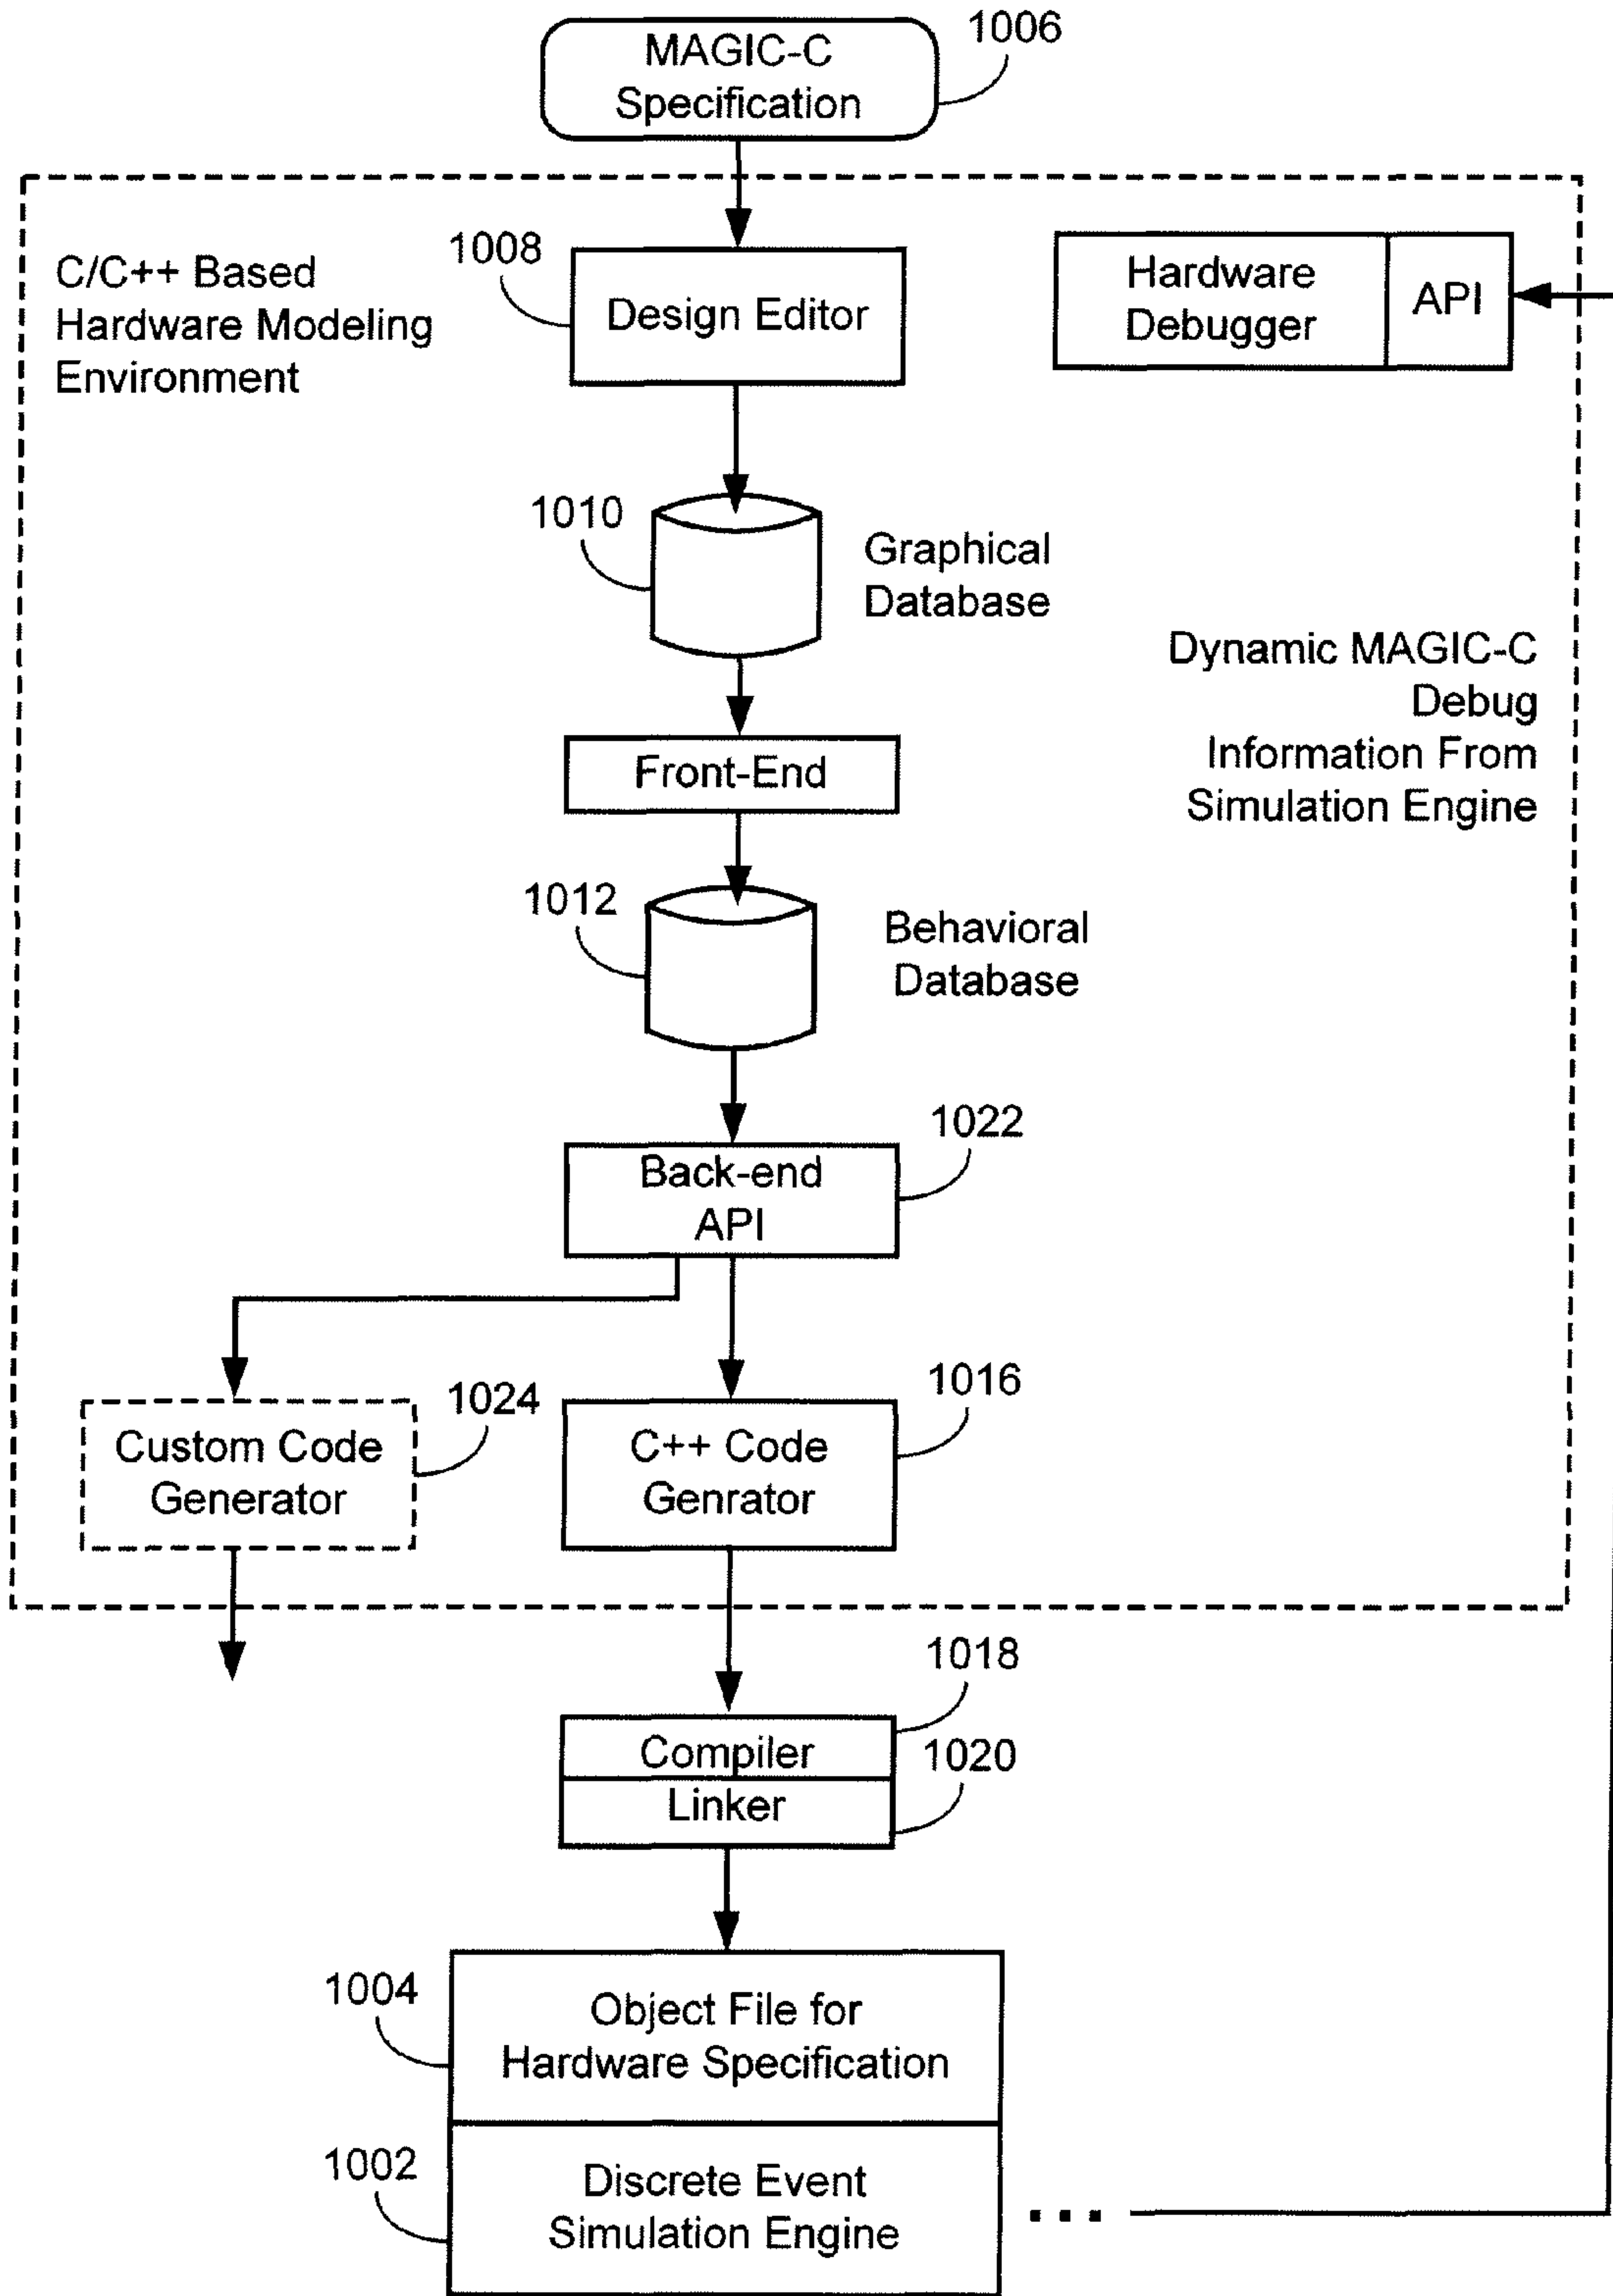 MAGIC-C
Specification
1006
C/C++ Based
Hardware Modeling
Environment
1008
Design Editor
Hardware
Debugger
API
1010
Graphical
Database
Dynamic MAGIC-C
Debug
Information From
Simulation Engine
Front-End
1012
Behavioral
Database
1022
Back-end
API
1024
Custom Code
Generator
1016
C++ Code
Genrator
1018
Compiler
1020
Linker
1004
Object File for
Hardware Specification
1002
Discrete Event
Simulation Engine
...